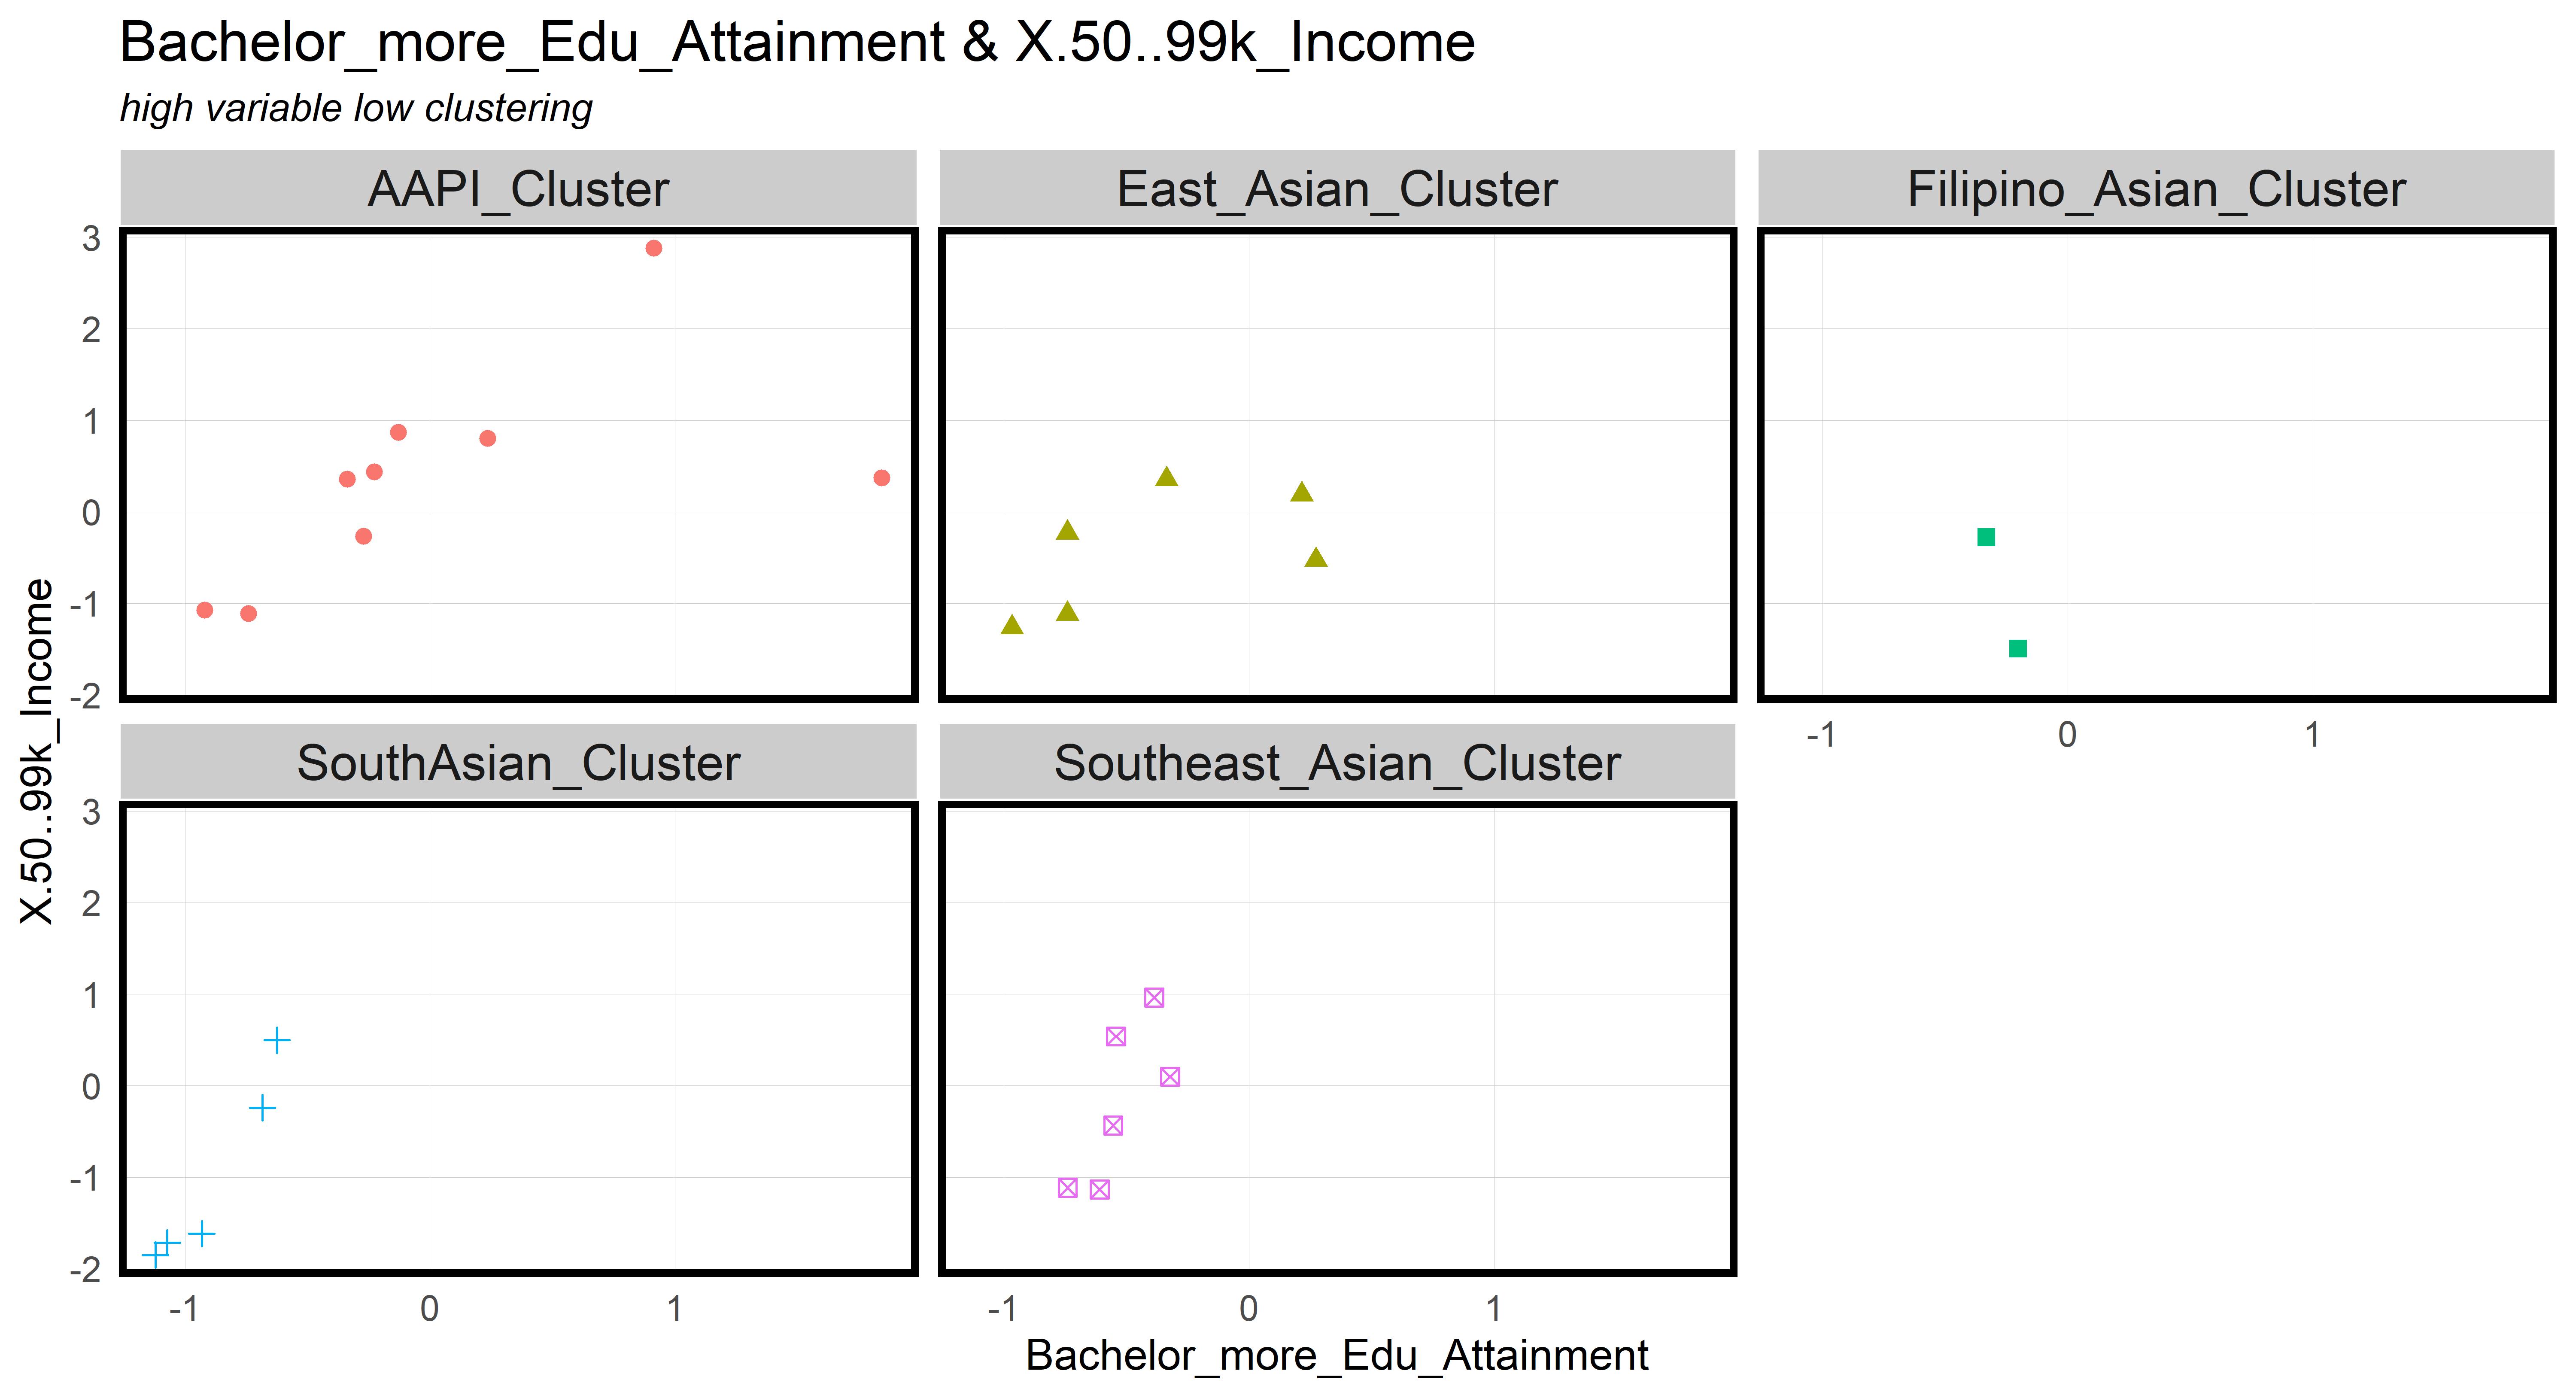 Bachelor_more_Edu_Attainment & X.50..99k_Income
high variable low clustering
AAPI_Cluster
East_Asian_Cluster
Filipino_Asian_Cluster
3
2
1
0
-1
-2
-1
0
1
SouthAsian_Cluster
Southeast_Asian_Cluster
3
2
1
0
-1
-2
-1
0
1
-1
0
1
X.50..99k_Income
Bachelor_more_Edu_Attainment